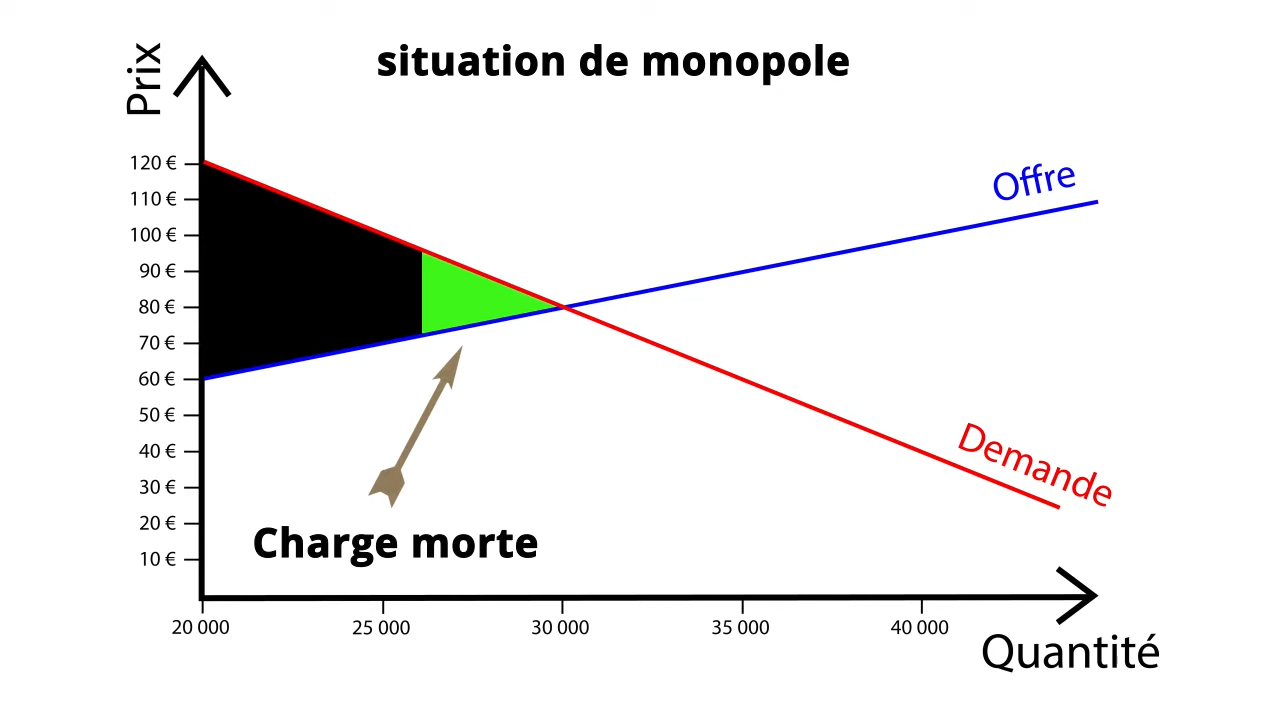 situation de monopole
Prix
120 €
110 €
100 €
90 €
80 €
70 €
60 €
50 €
40 €
30 €
20 €
10 €
Offre
Demande
Charge morte
20 000
25 000
30 000
35 000
40 000
Quantité